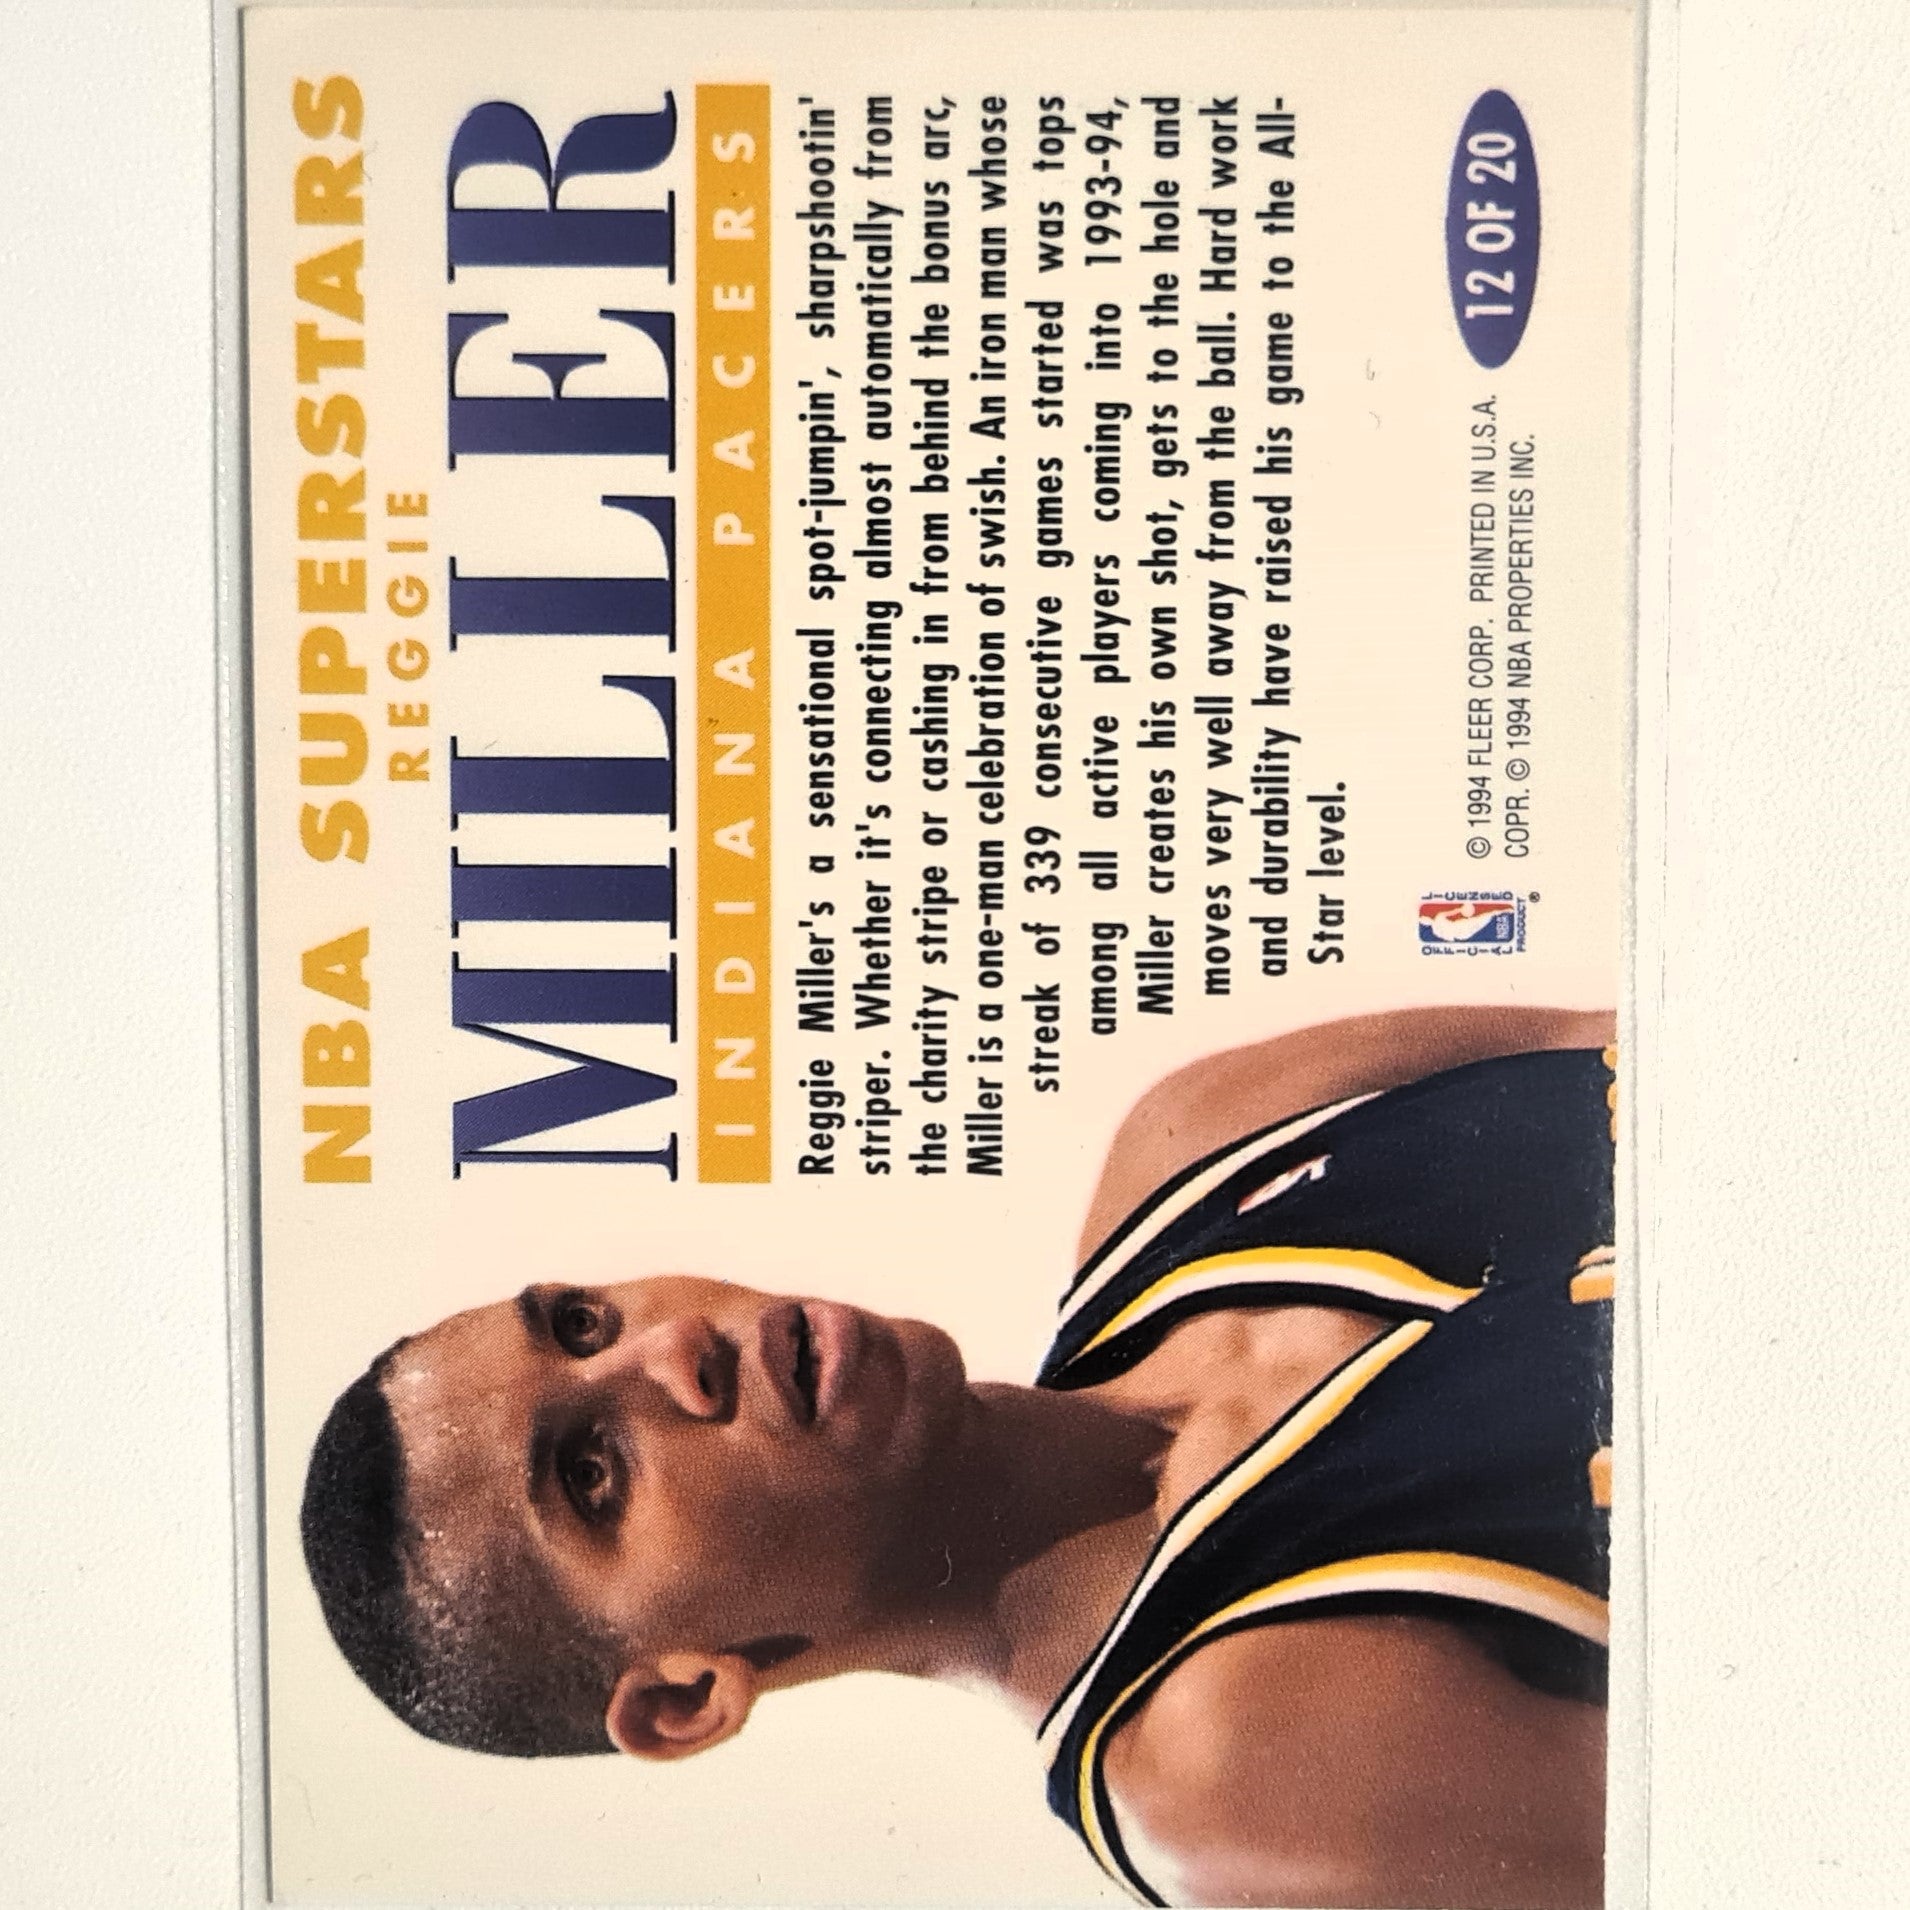 NBA SUPERSTARS
REGGIE
MILLER
INDIANA PACERS
Reggie Miller's a sensational spot-jumpin', sharpshootin'
striper. Whether it's connecting almost automatically from
the charity stripe or cashing in from behind the bonus arc,
Miller is a one-man celebration of swish. An iron man whose
streak of 339 consecutive games started was tops
among all active players coming into 1993-94,
Miller creates his own shot, gets to the hole and
moves very well away from the ball. Hard work
and durability have raised his game to the All-
Star level.
OFFICIAL LICENSED
NBA
PRODUCT ®
© 1994 FLEER CORP. PRINTED IN U.S.A.
COPR. © 1994 NBA PROPERTIES INC.
12 OF 20